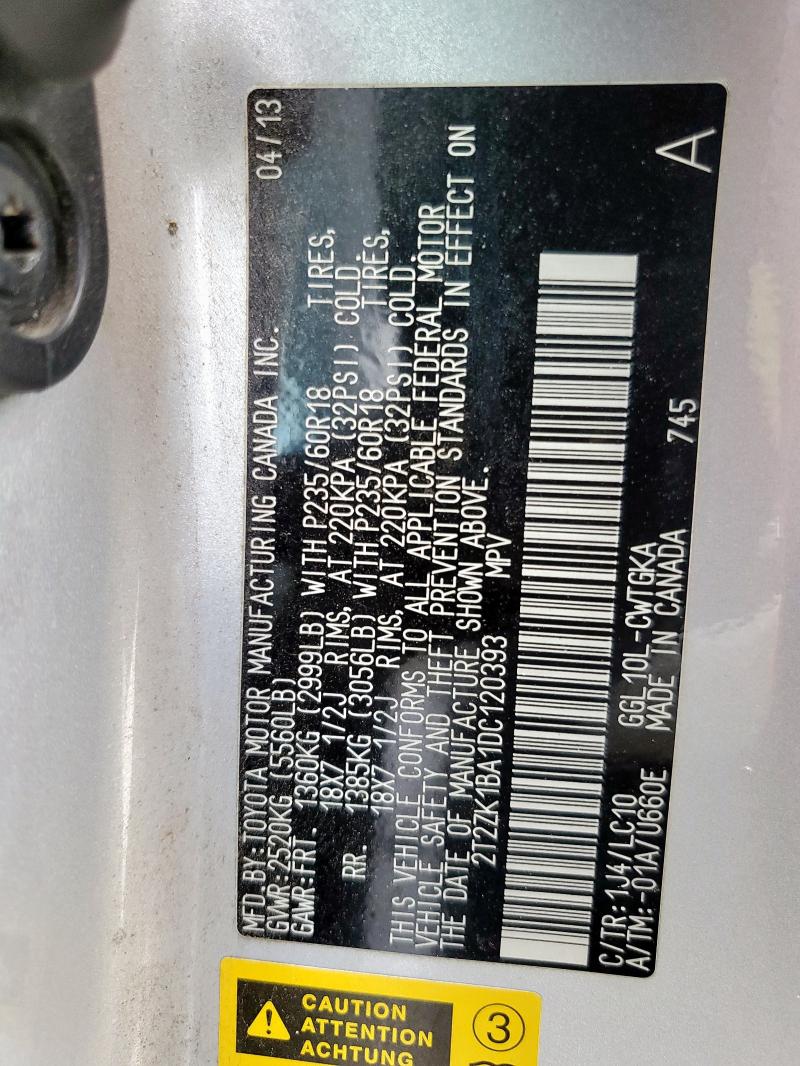 MFD. BY: TOYOTA MOTOR MANUFACTURING CANADA INC. 04/13
GVWR: 2520KG (5560LB)
GAWR: FRT. 1360KG (2999LB) WITH P235/60R18 TIRES,
18X7 1/2J RIMS, AT 220KPA (32PSI) COLD.
RR. 1385KG (3056LB) WITH P235/60R18 TIRES,
18X7 1/2J RIMS, AT 220KPA (32PSI) COLD.
THIS VEHICLE CONFORMS TO ALL APPLICABLE FEDERAL MOTOR
VEHICLE SAFETY AND THEFT PREVENTION STANDARDS IN EFFECT ON
THE DATE OF MANUFACTURE SHOWN ABOVE.
2T2ZK1BA1DC120393 MPV
C/TR: 1J4/LC10 GGL10L-CWTGKA 745 A
A/TM: -01A/U660E MADE IN CANADA
CAUTION
ATTENTION
ACHTUNG
3